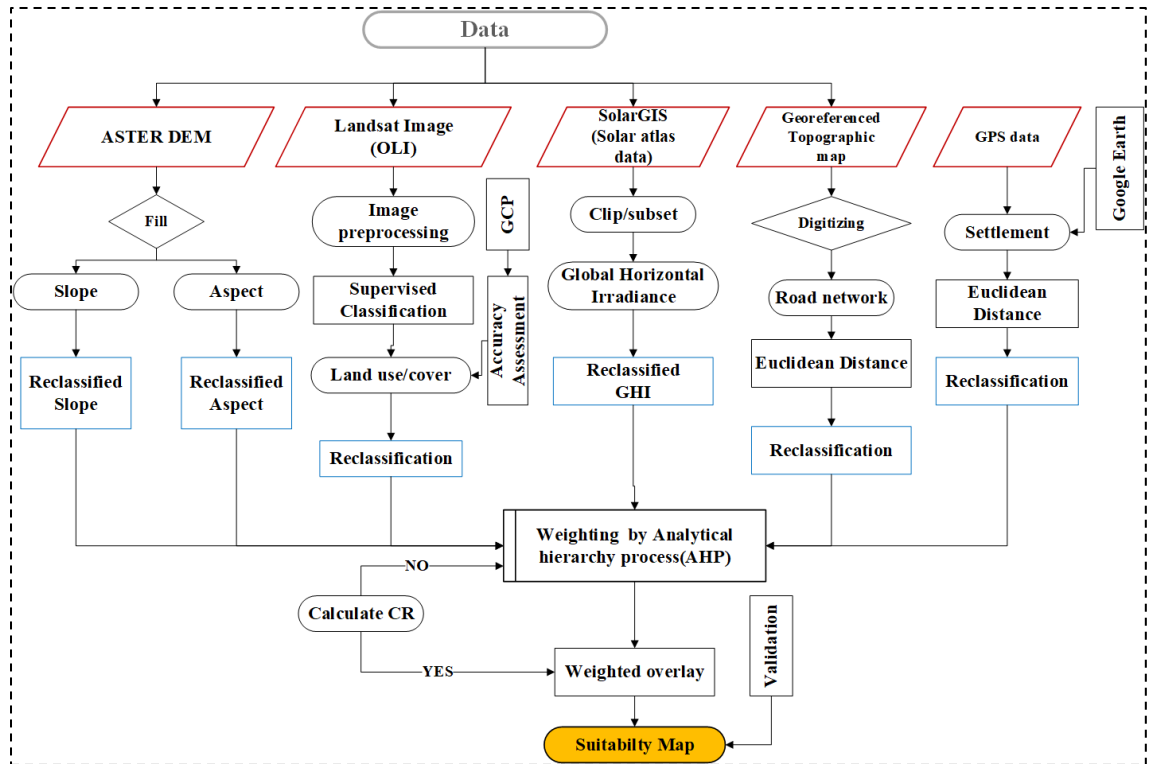 Data
ASTER DEM
Landsat Image
(OLI)
SolarGIS
(Solar atlas
data)
Georeferenced
Topographic
map
GPS data
Google Earth
Fill
Image
preprocessing
GCP
Clip/subset
Digitizing
Settlement
Slope
Aspect
Supervised
Classification
Global Horizontal
Irradiance
Road network
Euclidean
Distance
Accuracy
Assessment
Reclassified
Slope
Reclassified
Aspect
Land use/cover
Reclassified
GHI
Euclidean Distance
Reclassification
Reclassification
Reclassification
Weighting by Analytical
hierarchy process(AHP)
NO
Calculate CR
YES
Weighted overlay
Validation
Suitabilty Map